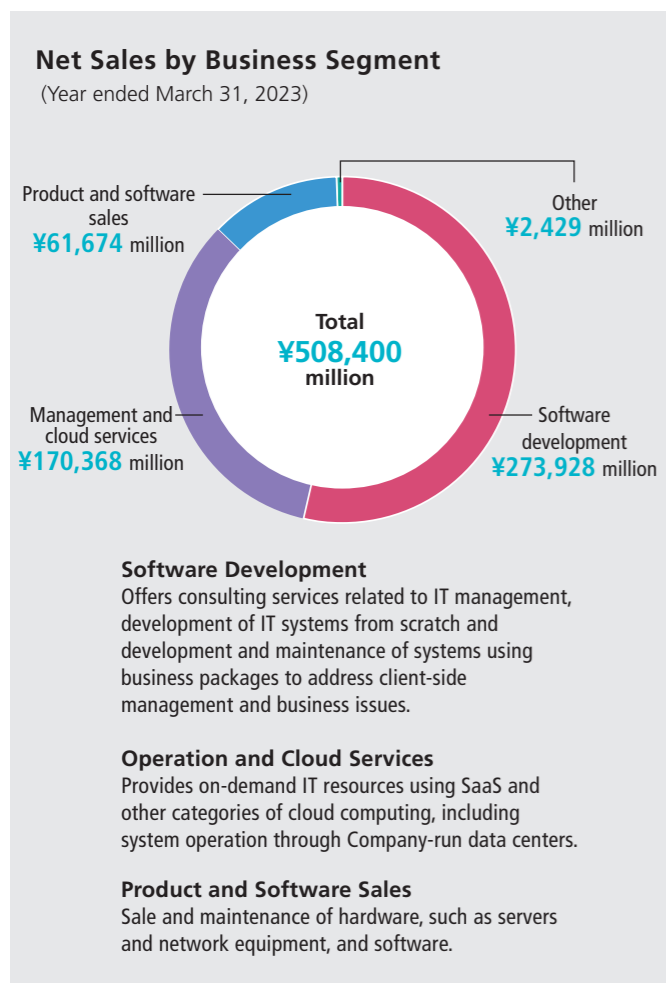 Net Sales by Business Segment
(Year ended March 31, 2023)
Product and software
sales
¥61,674 million
Other
¥2,429 million
Total
¥508,400
million
Management and
cloud services
¥170,368 million
Software
development
¥273,928 million
Software Development
Offers consulting services related to IT management,
development of IT systems from scratch and
development and maintenance of systems using
business packages to address client-side
management and business issues.
Operation and Cloud Services
Provides on-demand IT resources using SaaS and
other categories of cloud computing, including
system operation through Company-run data centers.
Product and Software Sales
Sale and maintenance of hardware, such as servers
and network equipment, and software.